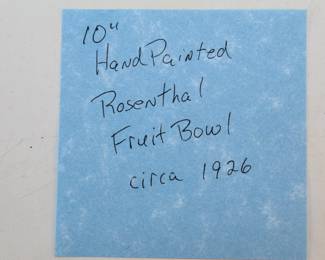 10"
Hand Painted
Rosenthal
Fruit Bowl
circa 1926